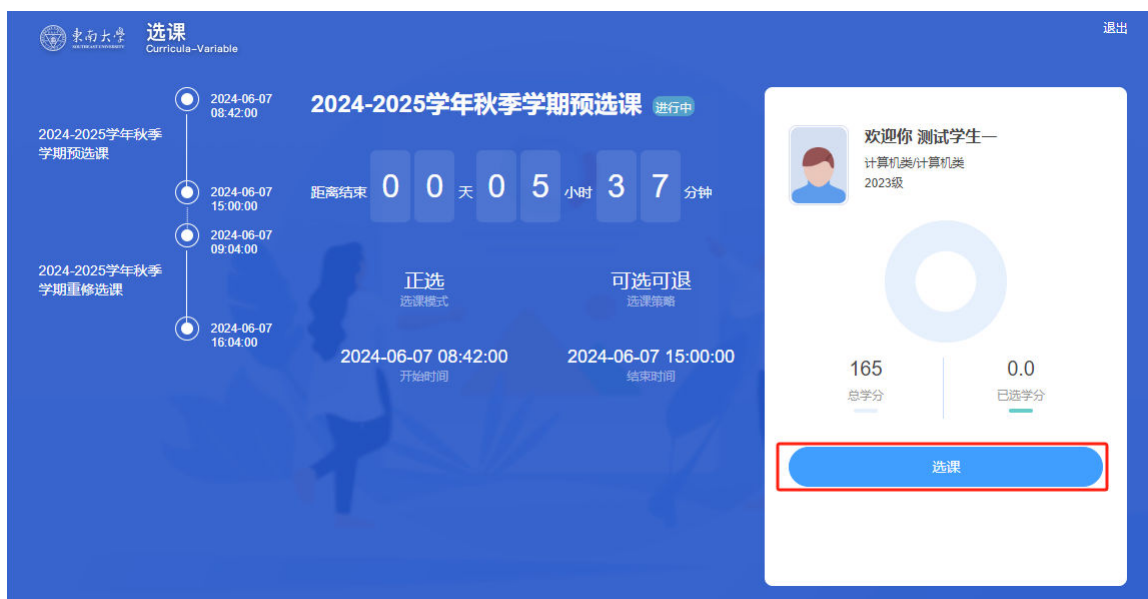 東南大學
SOUTHEAST UNIVERSITY
选课
Curricula-Variable
退出
2024-06-07
08:42:00
2024-2025学年秋季
学期预选课
2024-06-07
15:00:00
2024-06-07
09:04:00
2024-2025学年秋季
学期重修选课
2024-06-07
16:04:00
2024-2025学年秋季学期预选课 进行中
距离结束 0 0 天 0 5 小时 3 7 分钟
正选
选课模式
可选可退
选课策略
2024-06-07 08:42:00
开始时间
2024-06-07 15:00:00
结束时间
欢迎你 测试学生一
计算机类/计算机类
2023级
165
总学分
0.0
已选学分
选课